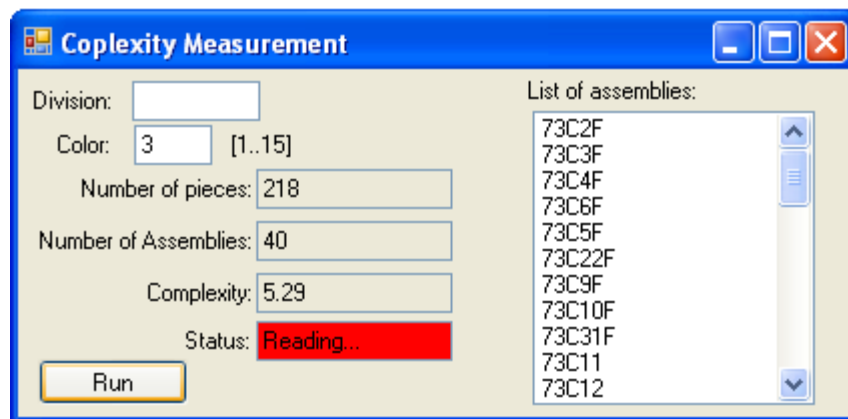 Coplexity Measurement
Division:
Color: 3 [1..15]
Number of pieces: 218
Number of Assemblies: 40
Complexity: 5.29
Status: Reading...
Run
List of assemblies:
73C2F
73C3F
73C4F
73C6F
73C5F
73C22F
73C9F
73C10F
73C31F
73C11
73C12